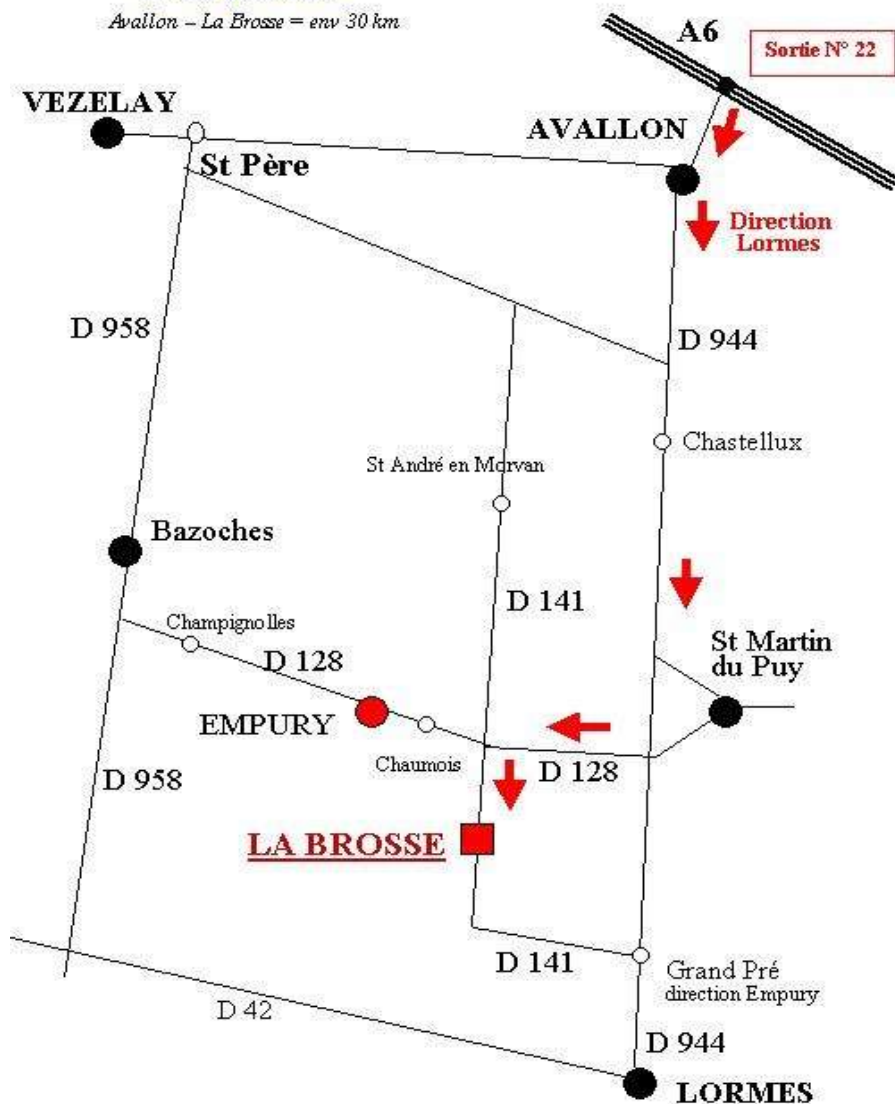 Avallon – La Brosse = env 30 km
A6
Sortie N° 22
VEZELAY
AVALLON
St Père
Direction
Lormes
D 958
D 944
Chastellux
St André en Morvan
Bazoches
D 141
Champignolles
St Martin
du Puy
D 128
EMPURY
Chaumois
D 128
D 958
LA BROSSE
D 141
Grand Pré
direction Empury
D 42
D 944
LORMES